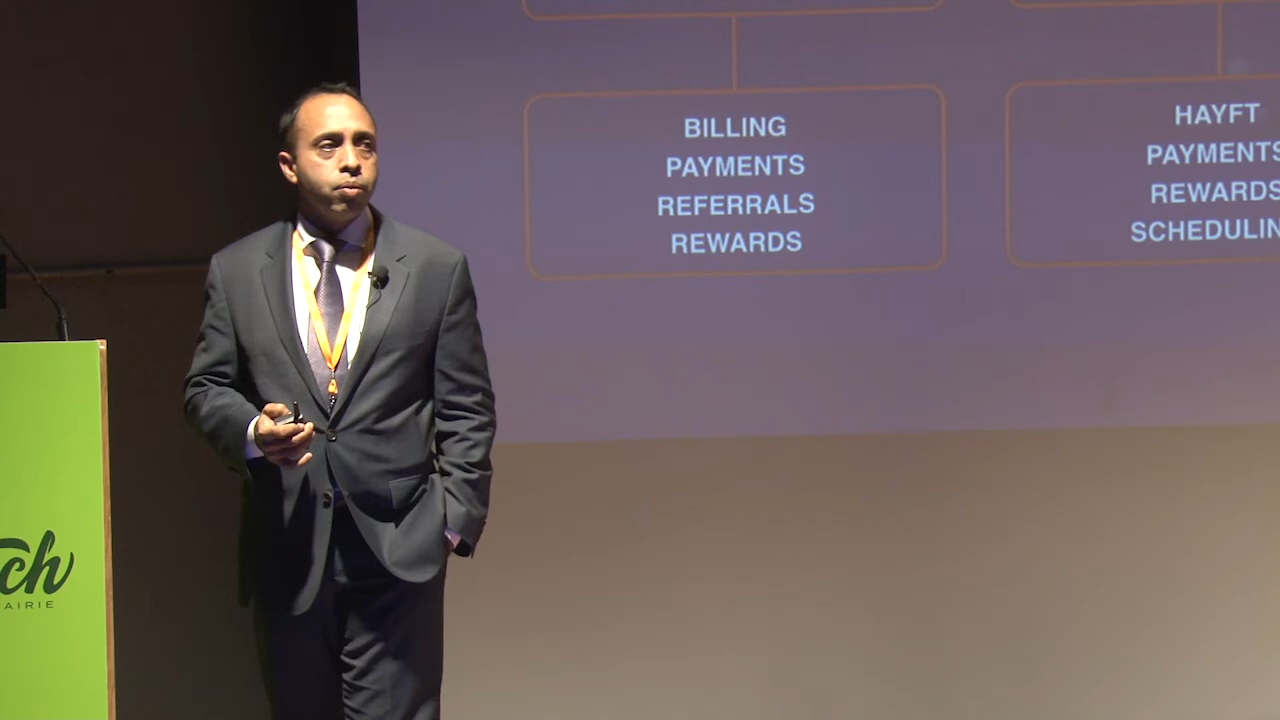 BILLING
PAYMENTS
REFERRALS
REWARDS
HAYFT
PAYMENTS
REWARDS
SCHEDULIN
ch
AIRIE